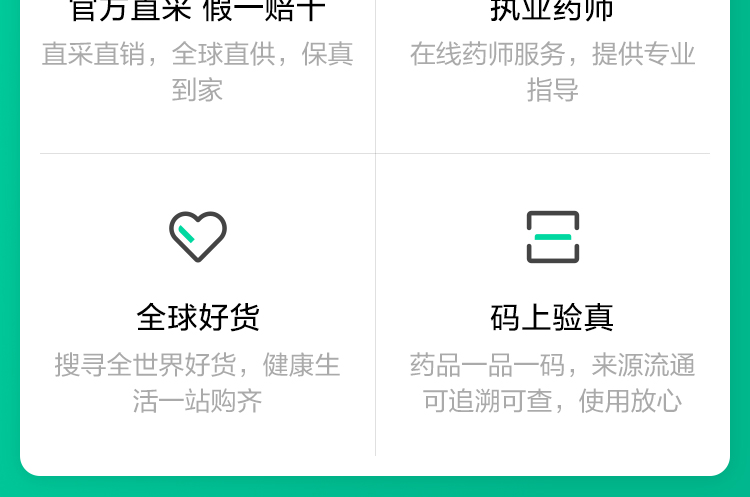 官方直采 假一赔十
直采直销，全球直供，保真
到家
执业药师
在线药师服务，提供专业
指导
全球好货
搜寻全世界好货，健康生
活一站购齐
码上验真
药品一品一码，来源流通
可追溯可查，使用放心